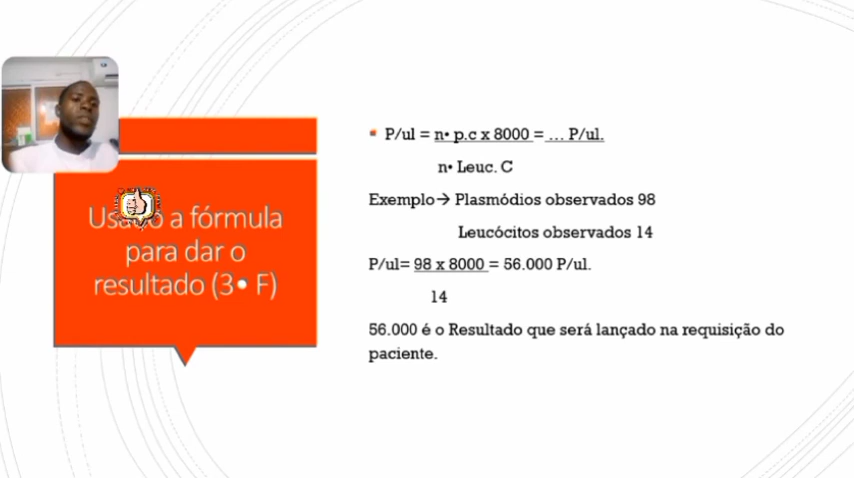 Usando a fórmula
para dar o
resultado (3• F)
P/ul = n• p.c x 8000 = ... P/ul.
n• Leuc. C
Exemplo→ Plasmódios observados 98
Leucócitos observados 14
P/ul= 98 x 8000 = 56.000 P/ul.
14
56.000 é o Resultado que será lançado na requisição do
paciente.